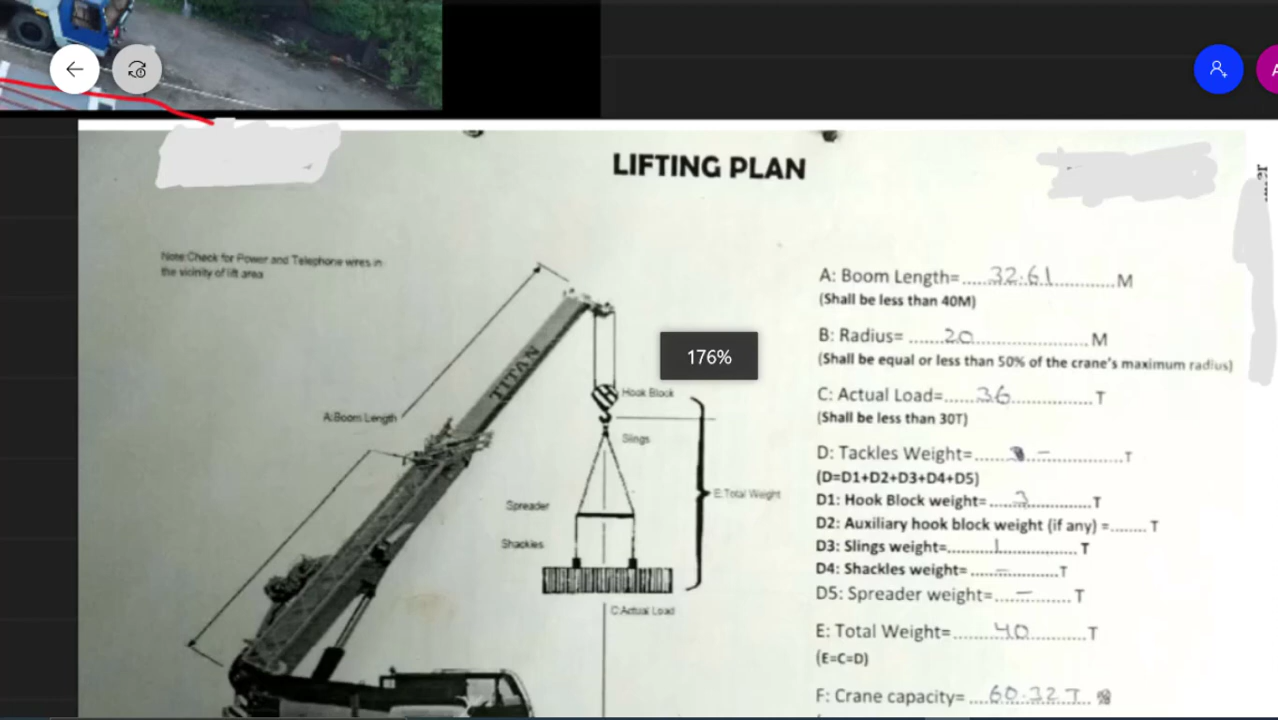 LIFTING PLAN
Note:Check for Power and Telephone wires in
the vicinity of lift area
A: Boom Length=......32.61............M
(Shall be less than 40M)
B: Radius= .......20......................M
(Shall be equal or less than 50% of the crane's maximum radius)
176%
TITAN
Hook Block
A:Boom Length
C: Actual Load=......36................T
(Shall be less than 30T)
Slings
D: Tackles Weight=...... -.............T
(D=D1+D2+D3+D4+D5)
E:Total Weight
D1: Hook Block weight=.....3............T
Spreader
D2: Auxiliary hook block weight (if any) =........ T
Shackles
D3: Slings weight=..........1..............T
D4: Shackles weight= ......–..........T
D5: Spreader weight=....–........T
C:Actual Load
E: Total Weight=.........40...........T
(E=C=D)
F: Crane capacity= ...60.32 T
A